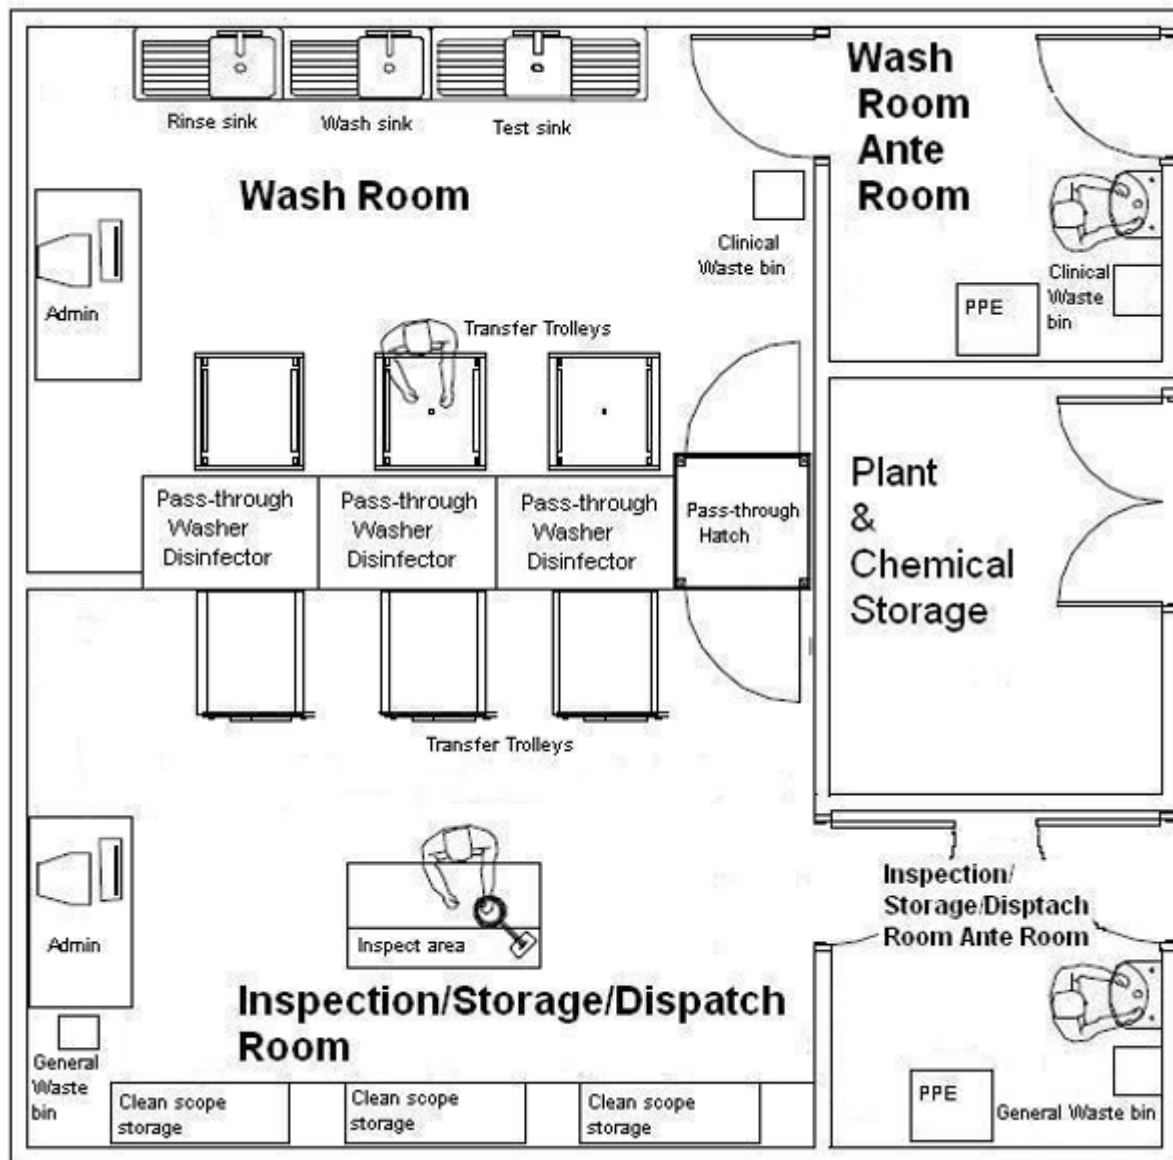 Rinse sink
Wash sink
Test sink
Wash
Room
Ante
Room
Wash Room
Clinical
Waste bin
Admin
Clinical
Waste
bin
PPE
Transfer Trolleys
Pass-through
Washer
Disinfector
Pass-through
Washer
Disinfector
Pass-through
Washer
Disinfector
Pass-through
Hatch
Plant
&
Chemical
Storage
Transfer Trolleys
Admin
Inspect area
Inspection/
Storage/Disptach
Room Ante Room
Inspection/Storage/Dispatch
Room
General
Waste
bin
Clean scope
storage
Clean scope
storage
Clean scope
storage
PPE
General Waste bin